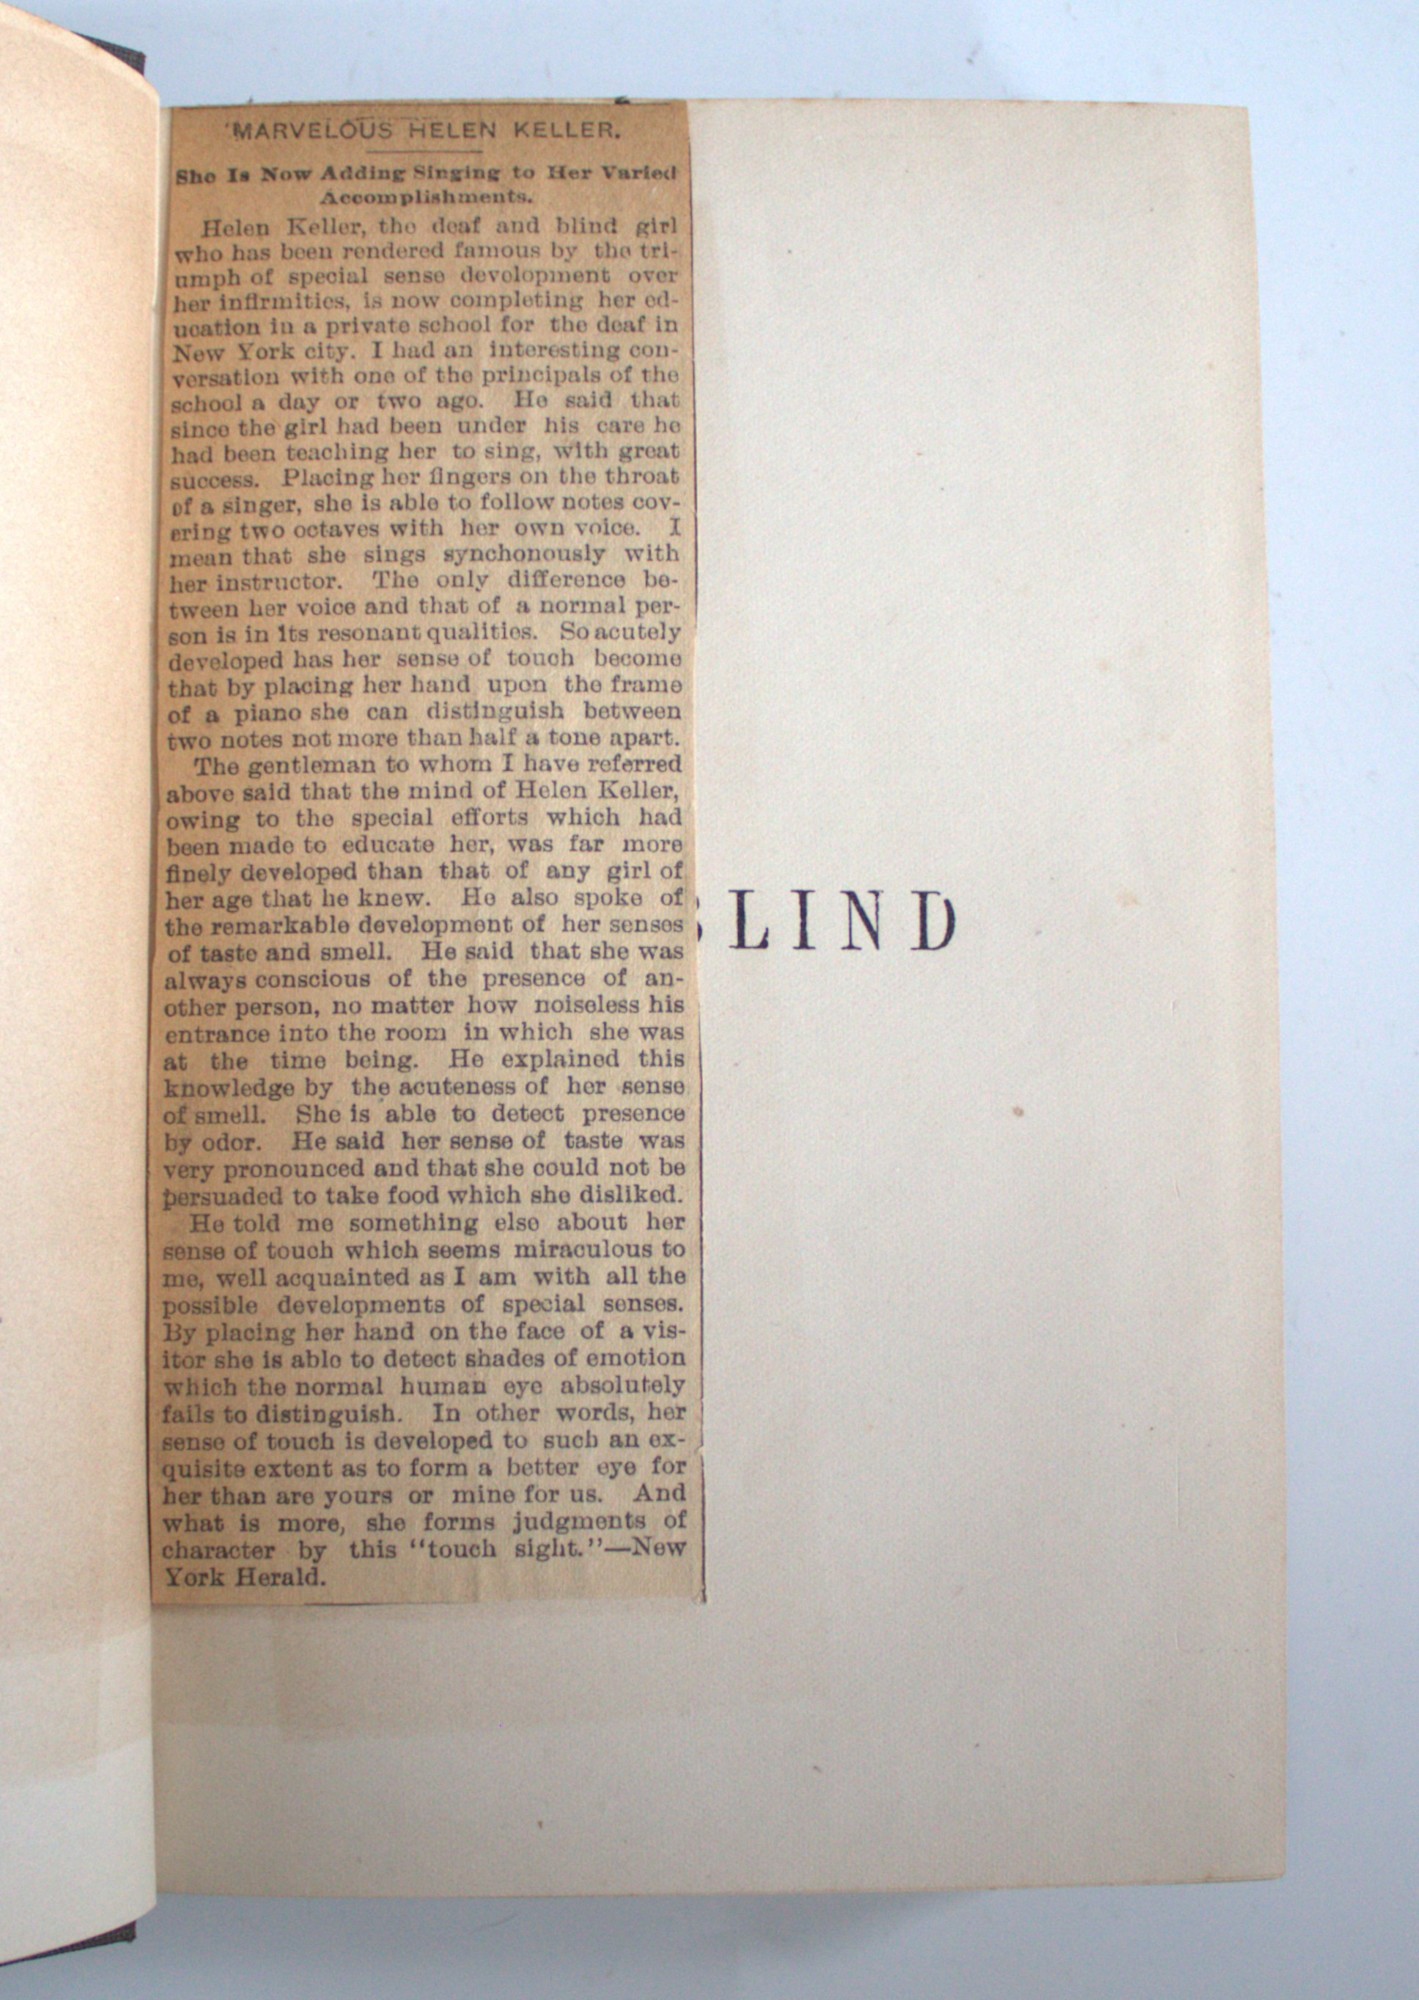 MARVELOUS HELEN KELLER.
She Is Now Adding Singing to Her Varied
Accomplishments.
Helen Keller, the deaf and blind girl
who has been rendered famous by the tri-
umph of special sense development over
her infirmities, is now completing her ed-
ucation in a private school for the deaf in
New York city. I had an interesting con-
versation with one of the principals of the
school a day or two ago. He said that
since the girl had been under his care he
had been teaching her to sing, with great
success. Placing her fingers on the throat
of a singer, she is able to follow notes cov-
ering two octaves with her own voice. I
mean that she sings synchonously with
her instructor. The only difference be-
tween her voice and that of a normal per-
son is in its resonant qualities. So acutely
developed has her sense of touch become
that by placing her hand upon the frame
of a piano she can distinguish between
two notes not more than half a tone apart.
The gentleman to whom I have referred
above said that the mind of Helen Keller,
owing to the special efforts which had
been made to educate her, was far more
finely developed than that of any girl of
her age that he knew. He also spoke of
the remarkable development of her senses
of taste and smell. He said that she was
always conscious of the presence of an-
other person, no matter how noiseless his
entrance into the room in which she was
at the time being. He explained this
knowledge by the acuteness of her sense
of smell. She is able to detect presence
by odor. He said her sense of taste was
very pronounced and that she could not be
persuaded to take food which she disliked.
He told me something else about her
sense of touch which seems miraculous to
me, well acquainted as I am with all the
possible developments of special senses.
By placing her hand on the face of a vis-
itor she is able to detect shades of emotion
which the normal human eye absolutely
fails to distinguish. In other words, her
sense of touch is developed to such an ex-
quisite extent as to form a better eye for
her than are yours or mine for us. And
what is more, she forms judgments of
character by this "touch sight."—New
York Herald.
LIND